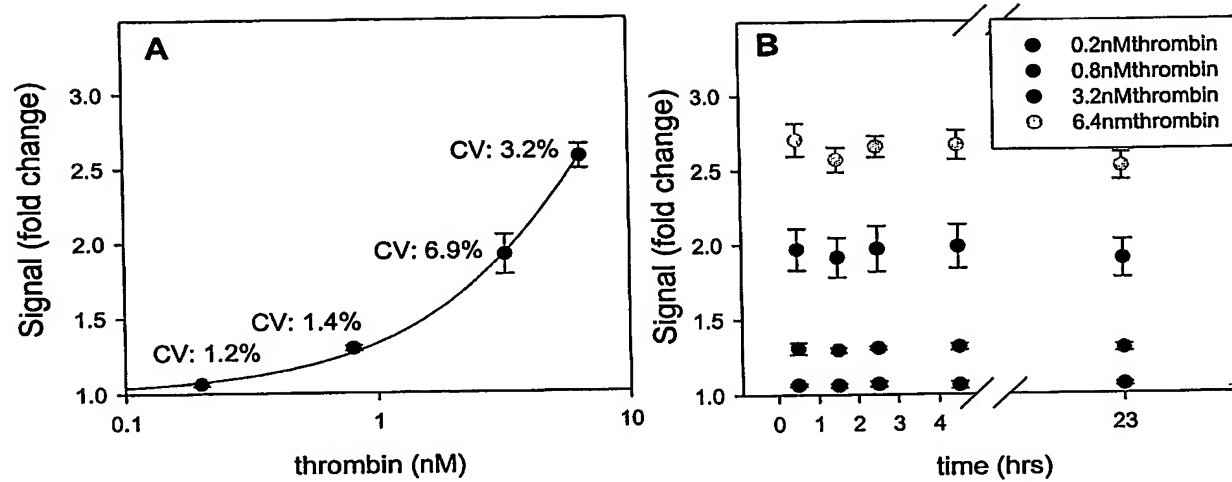 A
Signal (fold change)
3.0
2.5
2.0
1.5
1.0
CV: 3.2%
CV: 6.9%
CV: 1.4%
CV: 1.2%
0.1
1
10
thrombin (nM)
B
Signal (fold change)
3.0
2.5
2.0
1.5
1.0
0.2nMthrombin
0.8nMthrombin
3.2nMthrombin
6.4nmthrombin
0 1 2 3 4 23
time (hrs)